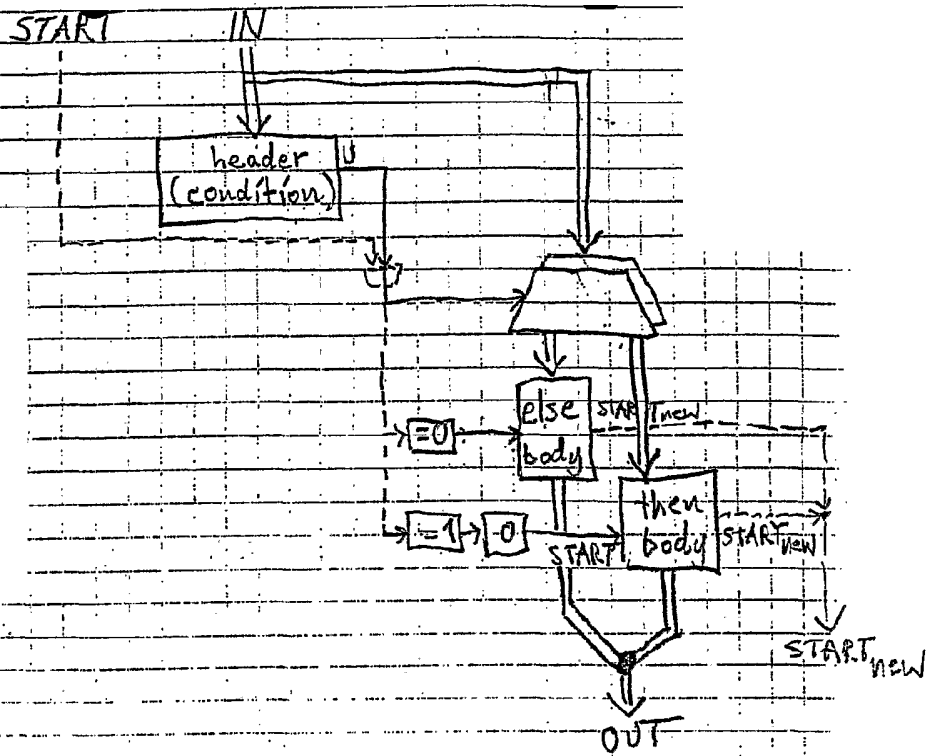 START IN
header
(condition)
else
body
START new
=0
then
body
=1
0
START
START new
START new
OUT